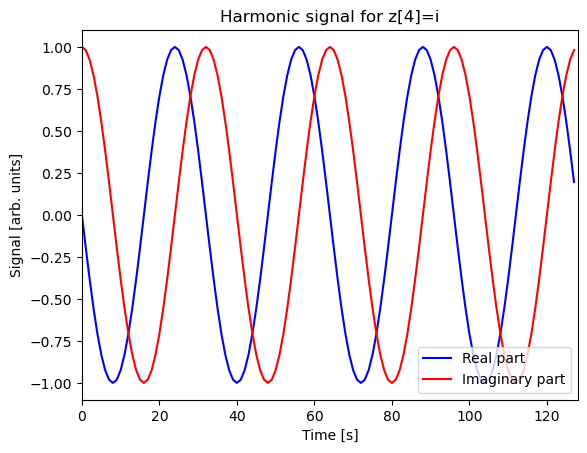 Harmonic signal for z[4]=i
Signal [arb. units]
1.00
0.75
0.50
0.25
0.00
−0.25
−0.50
−0.75
−1.00
0 20 40 60 80 100 120
Time [s]
Real part
Imaginary part